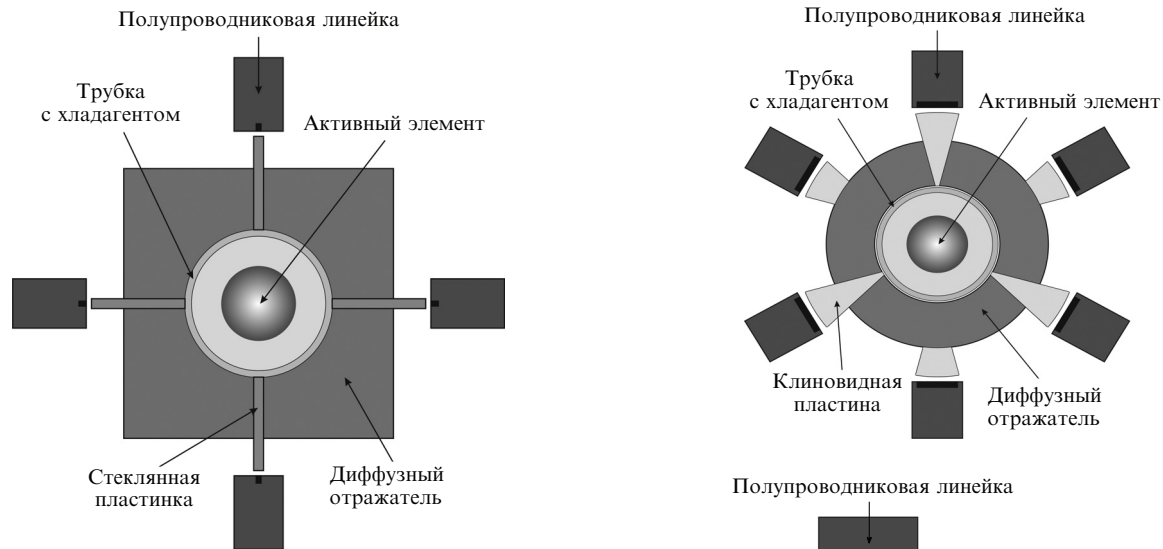 Полупроводниковая линейка
Трубка
с хладагентом
Активный элемент
Стеклянная
пластинка
Диффузный
отражатель
Полупроводниковая линейка
Трубка
с хладагентом
Активный элемент
Клиновидная
пластина
Диффузный
отражатель
Полупроводниковая линейка